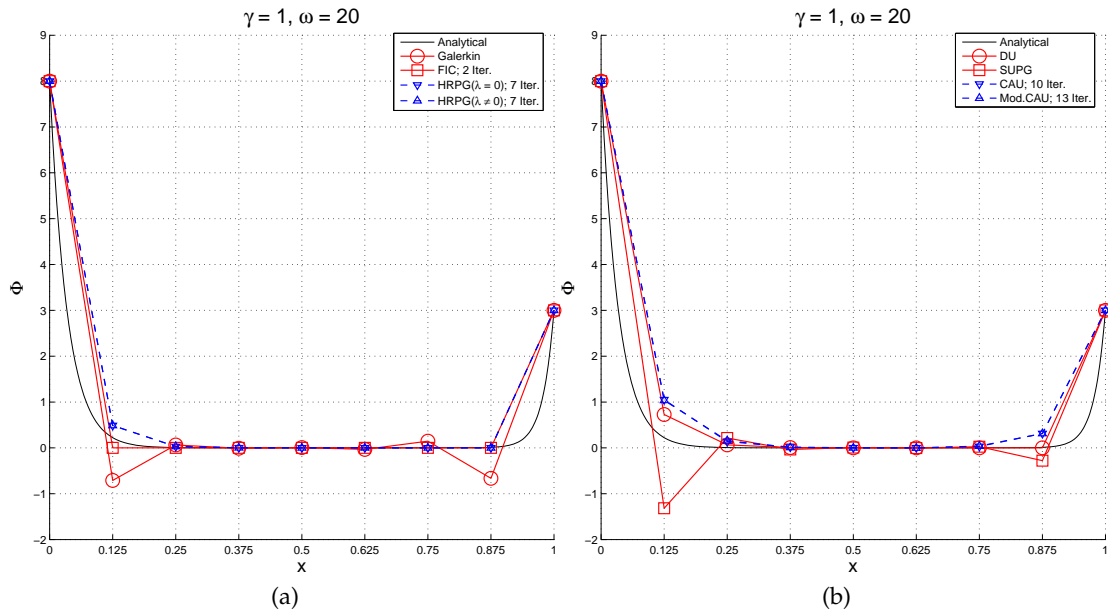 γ = 1, ω = 20
9
8
7
6
5
4
3
2
1
0
−1
−2
Φ
Analytical
Galerkin
FIC; 2 Iter.
HRPG(λ = 0); 7 Iter.
HRPG(λ ≠ 0); 7 Iter.
0 0.125 0.25 0.375 0.5 0.625 0.75 0.875 1
x
(a)
γ = 1, ω = 20
9
8
7
6
5
4
3
2
1
0
−1
−2
Φ
Analytical
DU
SUPG
CAU; 10 Iter.
Mod.CAU; 13 Iter.
0 0.125 0.25 0.375 0.5 0.625 0.75 0.875 1
x
(b)